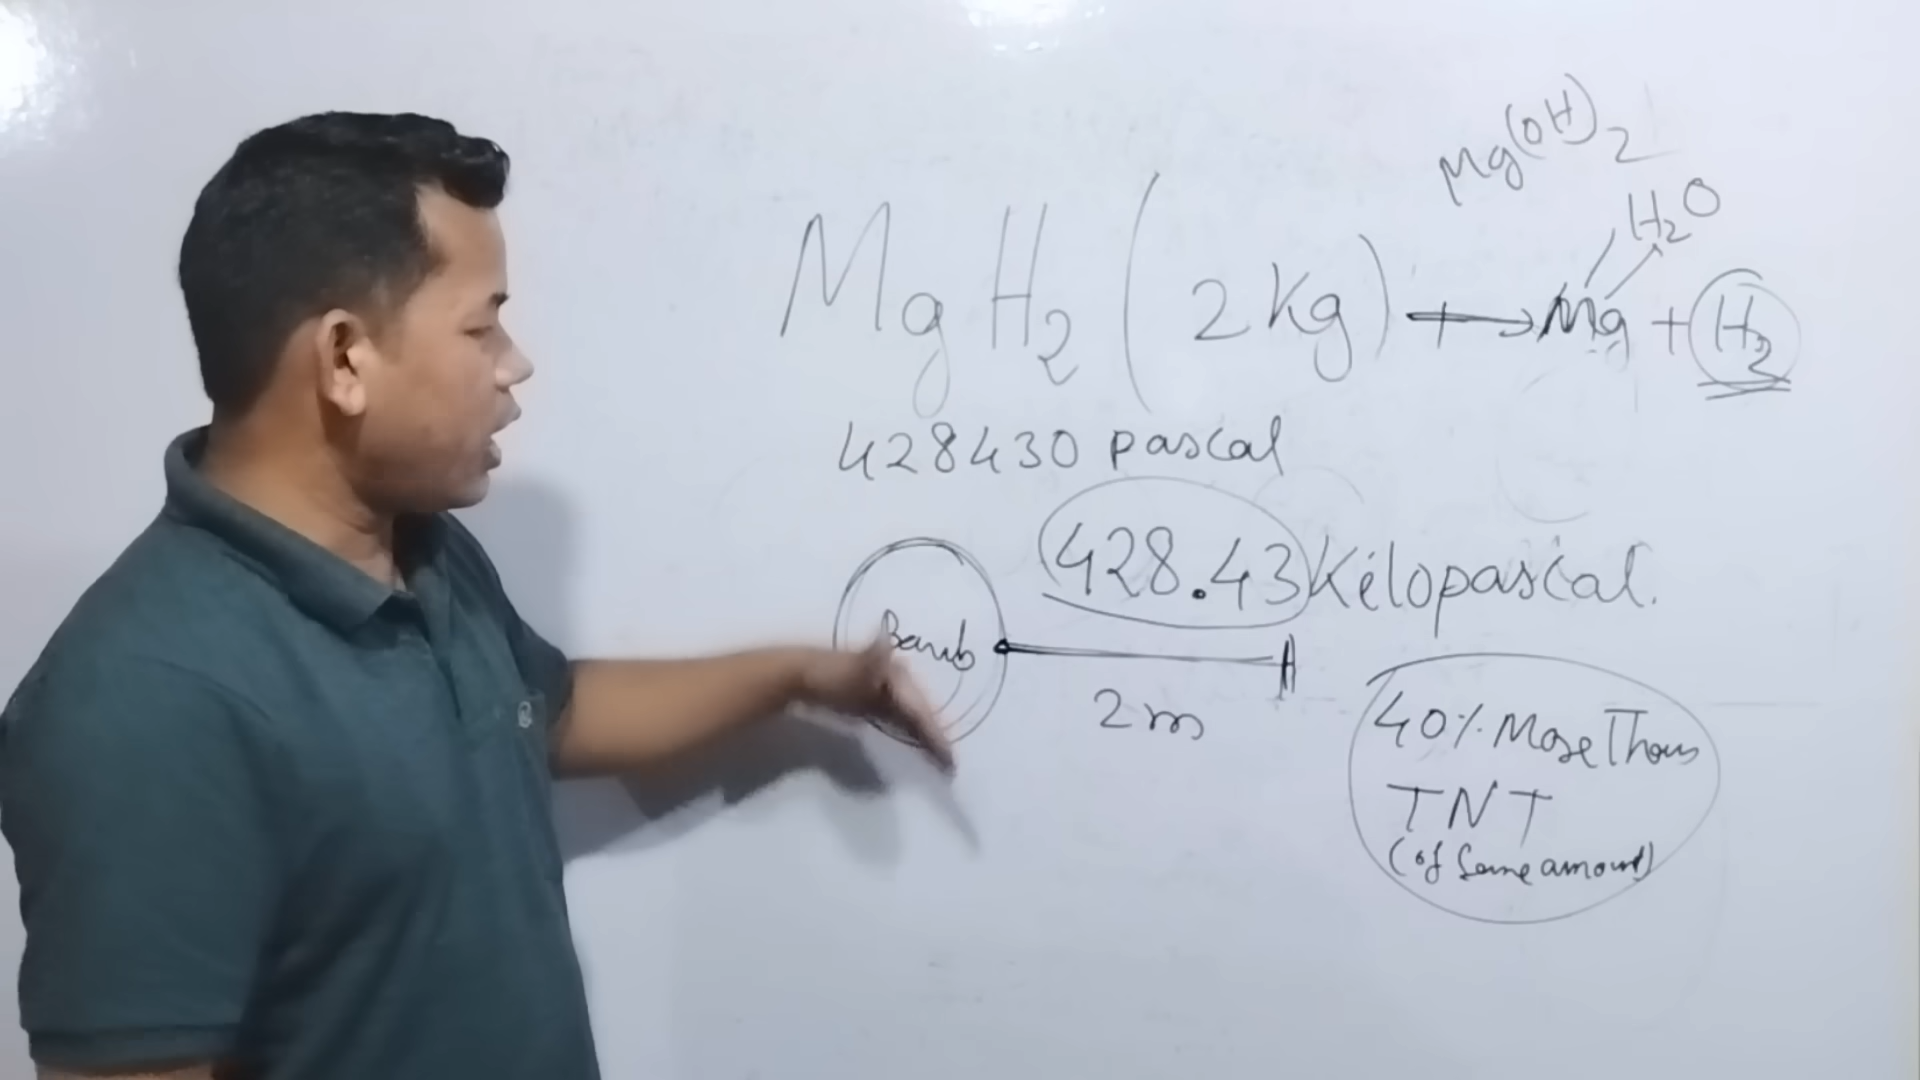 Mg(OH)2
H2O
MgH2 (2Kg) + → Mg + H2
428430 pascal
428.43 Kilopascal.
Bomb
2m
40% More Than
TNT
(of same amount)